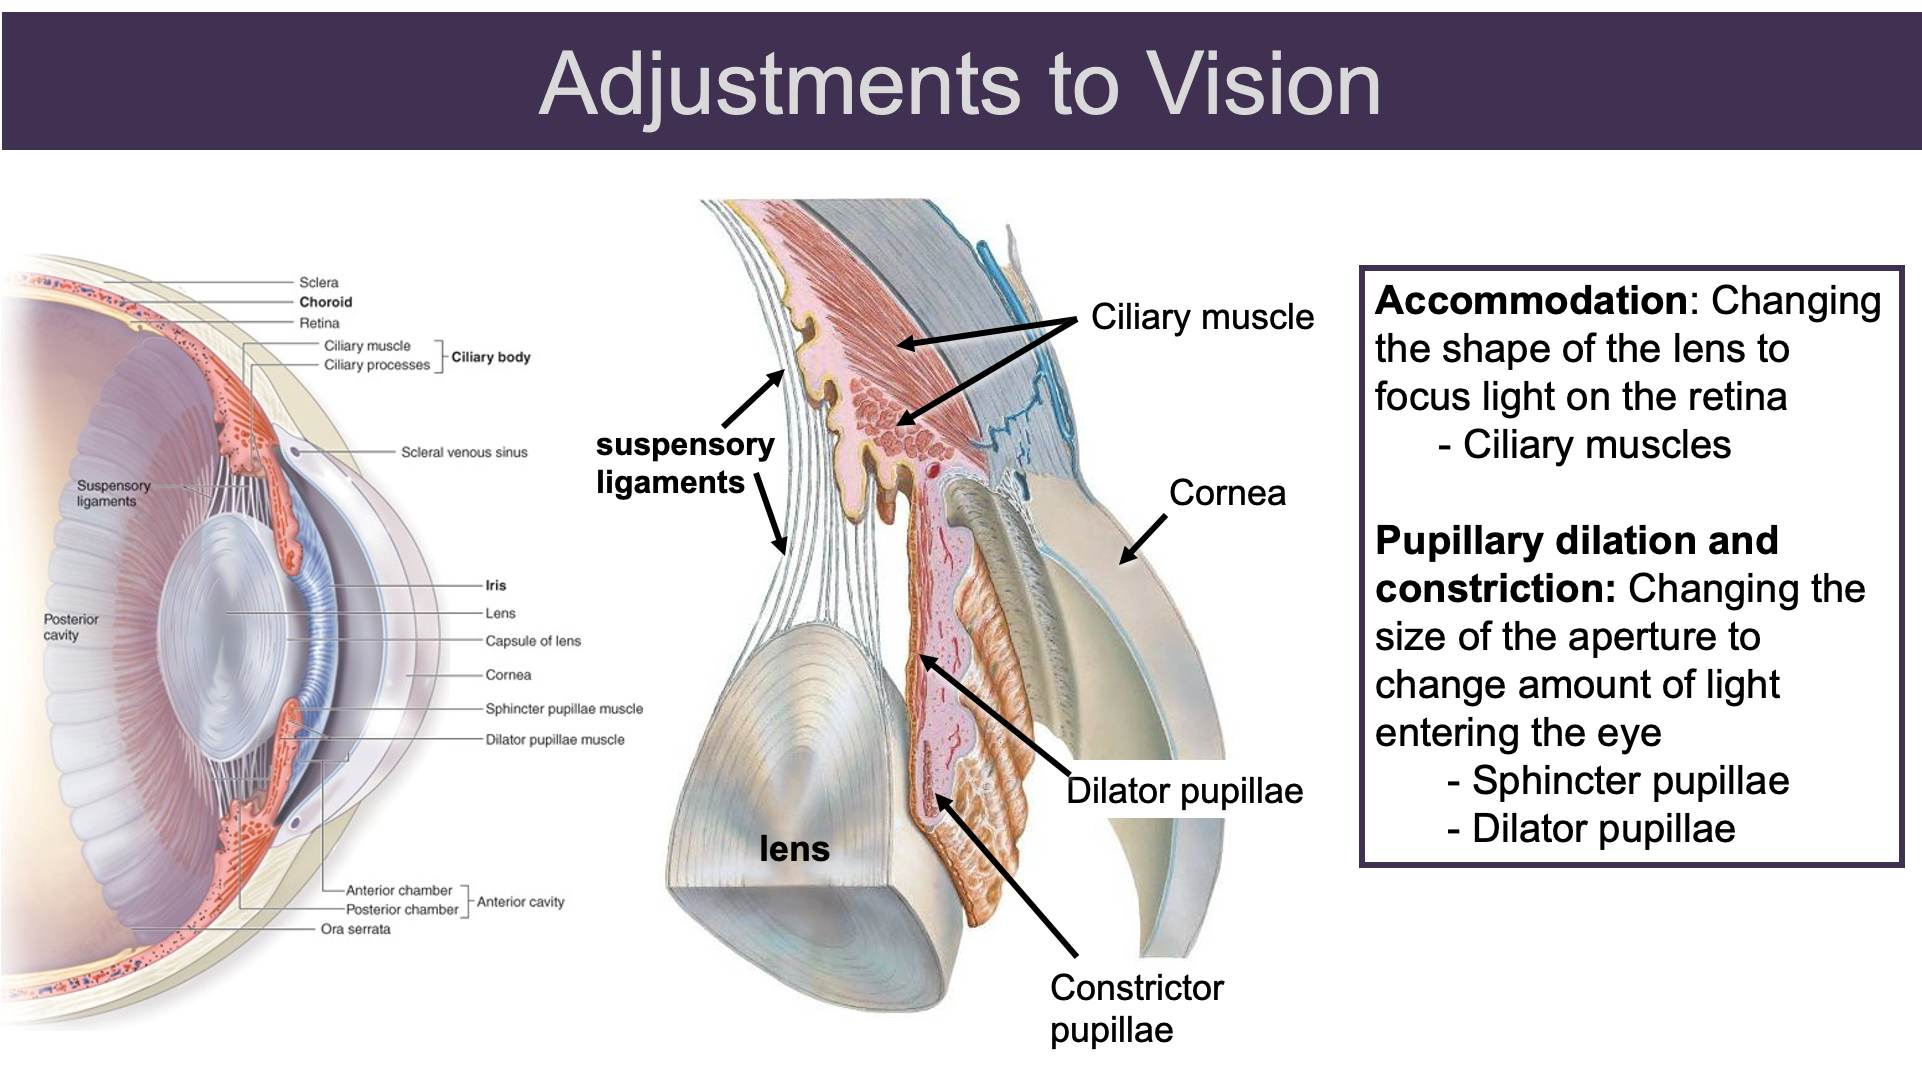 Adjustments to Vision
Sclera
Choroid
Retina
Ciliary muscle
Ciliary processes
Ciliary body
Scleral venous sinus
Suspensory
ligaments
Iris
Lens
Posterior
cavity
Capsule of lens
Cornea
Sphincter pupillae muscle
Dilator pupillae muscle
Anterior chamber
Posterior chamber
Anterior cavity
Ora serrata
Ciliary muscle
suspensory
ligaments
Cornea
Dilator pupillae
lens
Constrictor
pupillae
Accommodation: Changing
the shape of the lens to
focus light on the retina
- Ciliary muscles
Pupillary dilation and
constriction: Changing the
size of the aperture to
change amount of light
entering the eye
- Sphincter pupillae
- Dilator pupillae